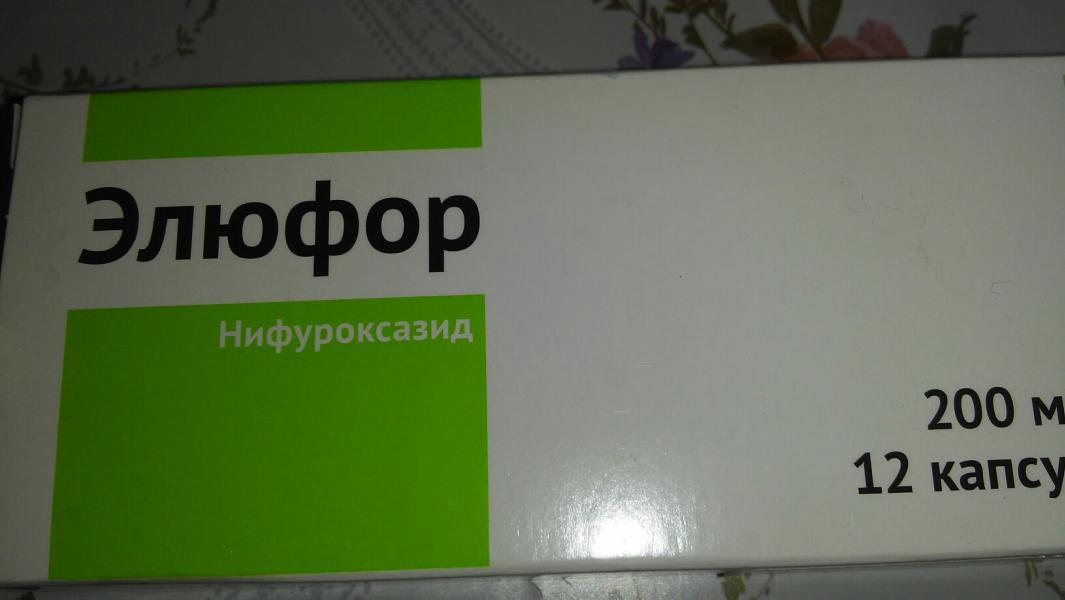 Элюфор
Нифуроксазид
200 м
12 капсу